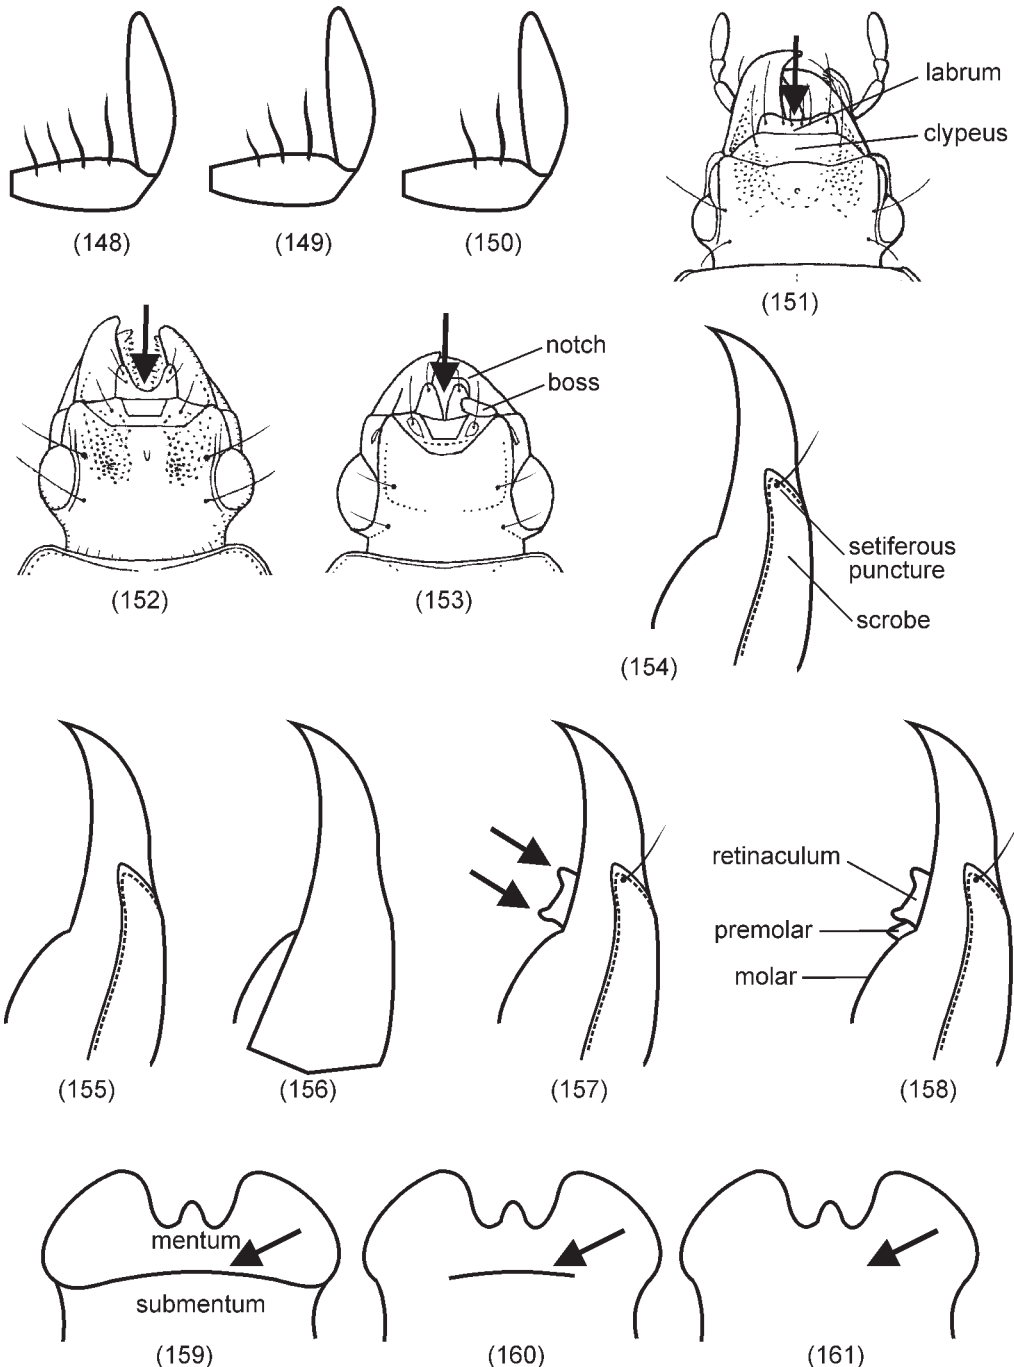 labrum
clypeus
(148)
(149)
(150)
(151)
notch
boss
setiferous
puncture
scrobe
(152)
(153)
(154)
retinaculum
premolar
molar
(155)
(156)
(157)
(158)
mentum
submentum
(159)
(160)
(161)